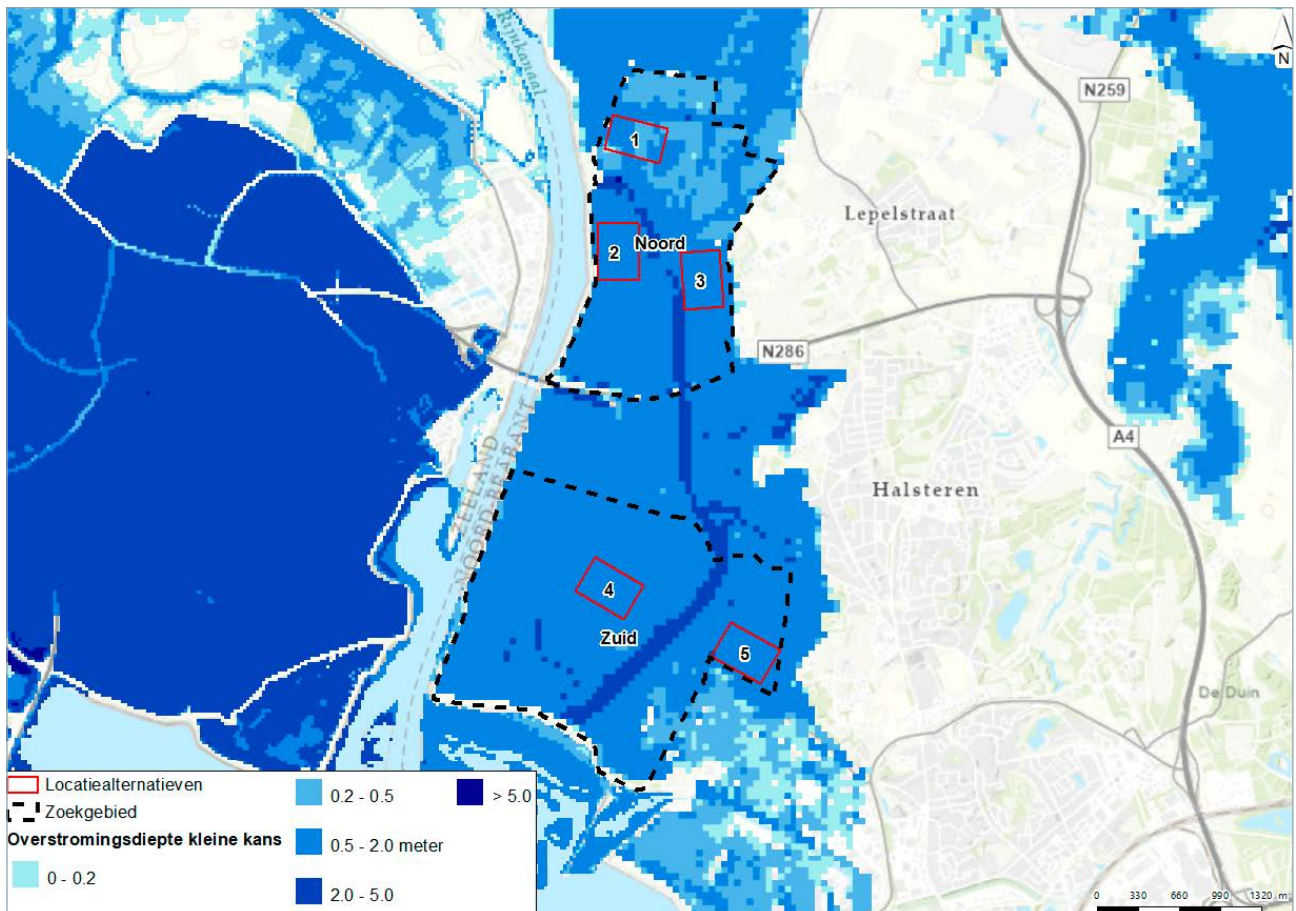 Rijnkanaal
N
N259
1
Lepelstraat
2
Noord
3
N286
A4
ZEELAND
NOORD-BRABANT
Halsteren
4
Zuid
5
De Duin
Locatiealternatieven
Zoekgebied
Overstromingsdiepte kleine kans
0 - 0.2
0.2 - 0.5
0.5 - 2.0 meter
2.0 - 5.0
> 5.0
0 330 660 990 1320 m